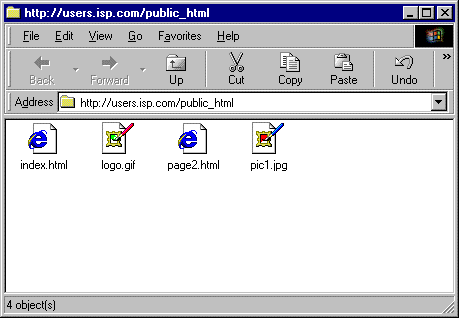 http://users.isp.com/public_html
File Edit View Go Favorites Help
Back Forward Up Cut Copy Paste Undo »
Address http://users.isp.com/public_html
index.html logo.gif page2.html pic1.jpg
4 object(s)